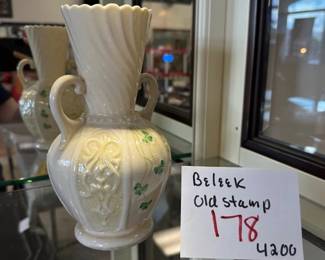 Beleek
old stamp
178
4200